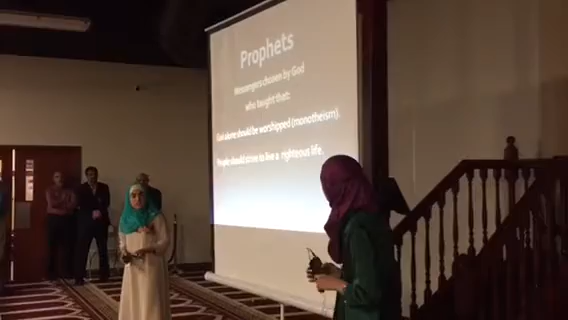 Prophets
Messengers chosen by God
who taught that:
God alone should be worshipped (monotheism).
People should strive to live a righteous life.